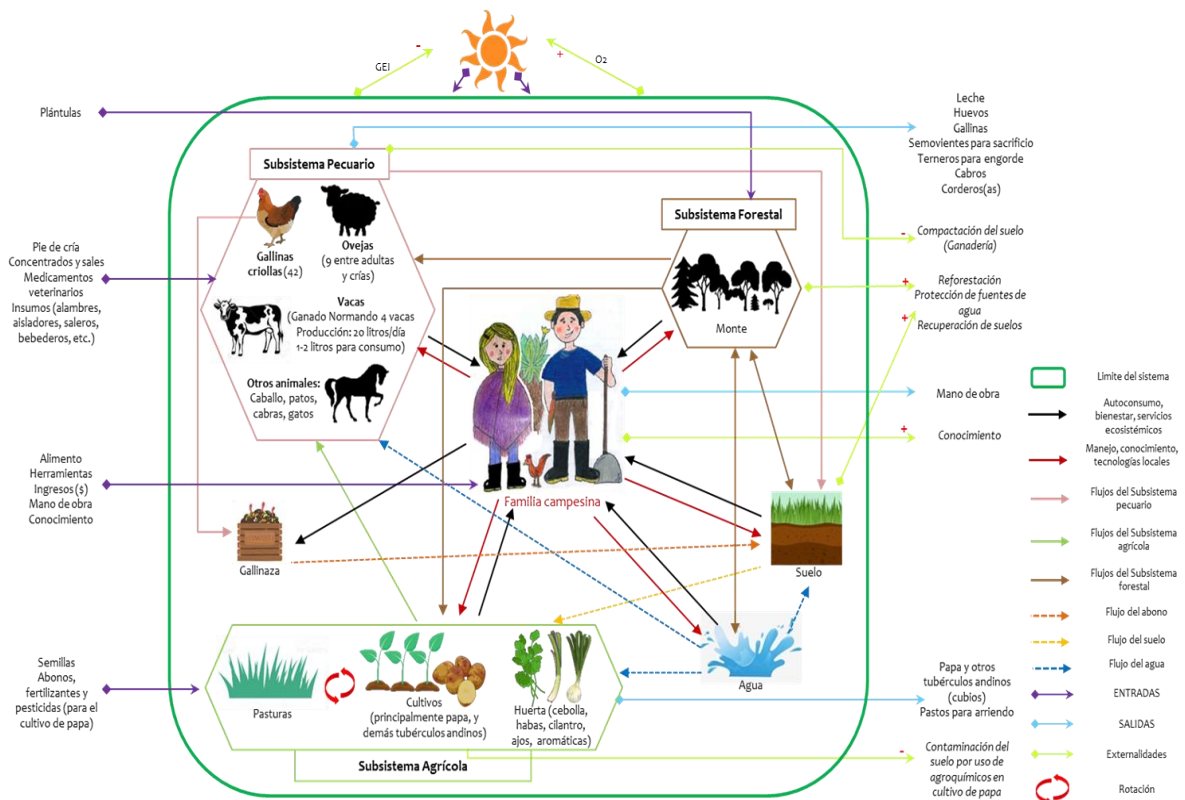 GEI
-
+
O2
Plántulas
Leche
Huevos
Gallinas
Semovientes para sacrificio
Terneros para engorde
Cabros
Corderos(as)
Subsistema Pecuario
Gallinas
criollas (42)
Ovejas
(9 entre adultas
y crías)
Vacas
(Ganado Normando 4 vacas
Producción: 20 litros/día
1-2 litros para consumo)
Otros animales:
Caballo, patos,
cabras, gatos
Subsistema Forestal
Monte
-
Compactación del suelo
(Ganadería)
+
Reforestación
Protección de fuentes de
agua
+
Recuperación de suelos
Pie de cría
Concentrados y sales
Medicamentos
veterinarios
Insumos (alambres,
aisladores, saleros,
bebederos, etc.)
Mano de obra
+
Conocimiento
Alimento
Herramientas
Ingresos ($)
Mano de obra
Conocimiento
Familia campesina
Gallinaza
Suelo
Agua
Semillas
Abonos,
fertilizantes y
pesticidas (para el
cultivo de papa)
Pasturas
Cultivos
(principalmente papa, y
demás tubérculos andinos)
Huerta (cebolla,
habas, cilantro,
ajos, aromáticas)
Subsistema Agrícola
Papa y otros
tubérculos andinos
(cubios)
Pastos para arriendo
-
Contaminación del
suelo por uso de
agroquímicos en
cultivo de papa
Limite del sistema
Autoconsumo,
bienestar, servicios
ecosistémicos
Manejo, conocimiento,
tecnologías locales
Flujos del Subsistema
pecuario
Flujos del Subsistema
agrícola
Flujos del Subsistema
forestal
Flujo del abono
Flujo del suelo
Flujo del agua
ENTRADAS
SALIDAS
Externalidades
Rotación